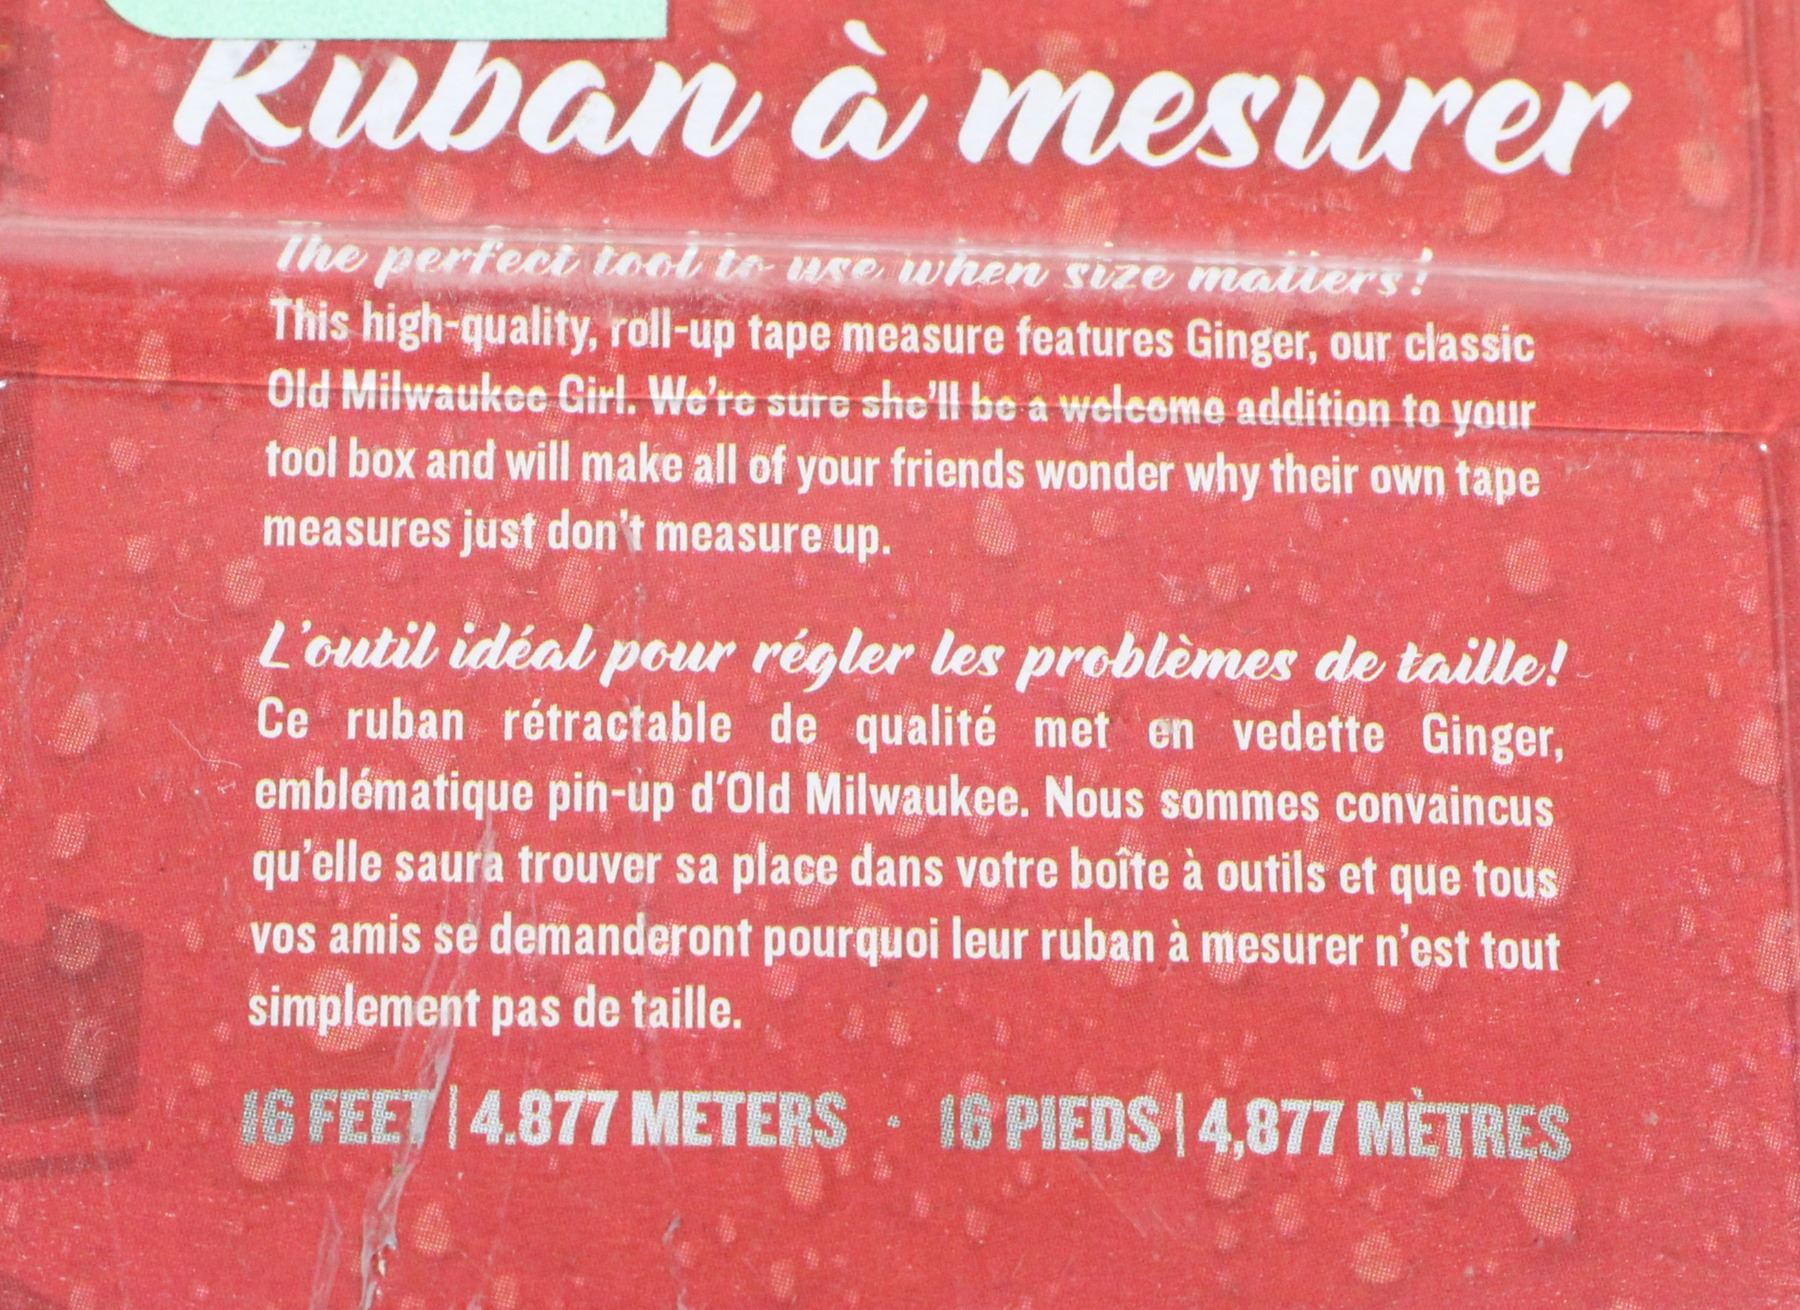 Ruban à mesurer
The perfect tool to use when size matters!
This high-quality, roll-up tape measure features Ginger, our classic
Old Milwaukee Girl. We're sure she'll be a welcome addition to your
tool box and will make all of your friends wonder why their own tape
measures just don't measure up.
L'outil idéal pour régler les problèmes de taille!
Ce ruban rétractable de qualité met en vedette Ginger,
emblématique pin-up d'Old Milwaukee. Nous sommes convaincus
qu'elle saura trouver sa place dans votre boîte à outils et que tous
vos amis se demanderont pourquoi leur ruban à mesurer n'est tout
simplement pas de taille.
16 FEET | 4.877 METERS · 16 PIEDS | 4,877 MÈTRES